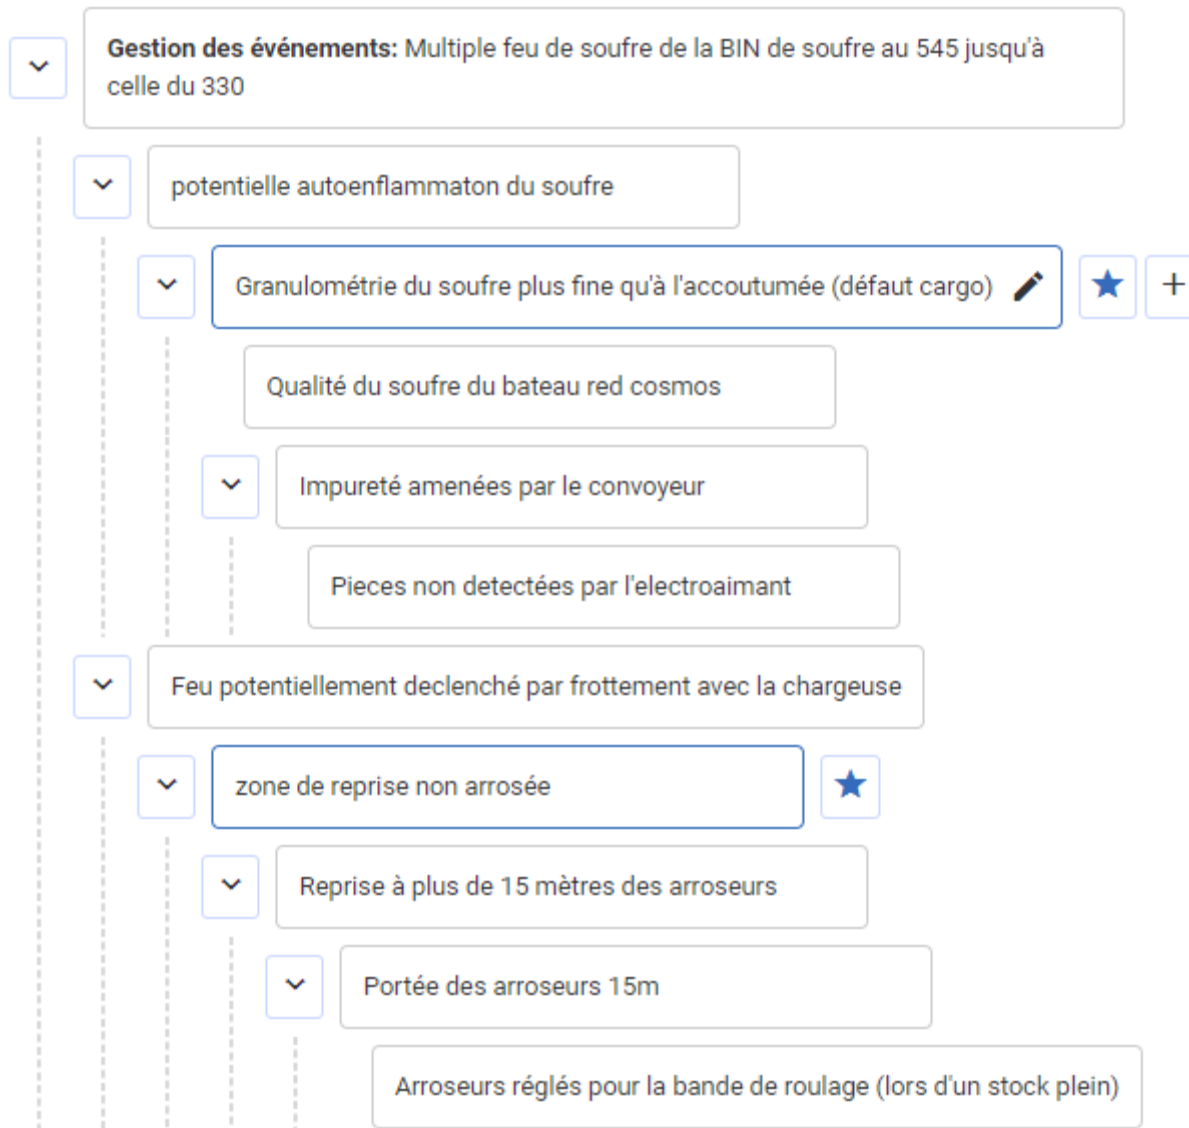 Gestion des événements: Multiple feu de soufre de la BIN de soufre au 545 jusqu'à
celle du 330
potentielle autoenflammaton du soufre
Granulométrie du soufre plus fine qu'à l'accoutumée (défaut cargo)
Qualité du soufre du bateau red cosmos
Impureté amenées par le convoyeur
Pieces non detectées par l'electroaimant
Feu potentiellement declenché par frottement avec la chargeuse
zone de reprise non arrosée
Reprise à plus de 15 mètres des arroseurs
Portée des arroseurs 15m
Arroseurs réglés pour la bande de roulage (lors d'un stock plein)